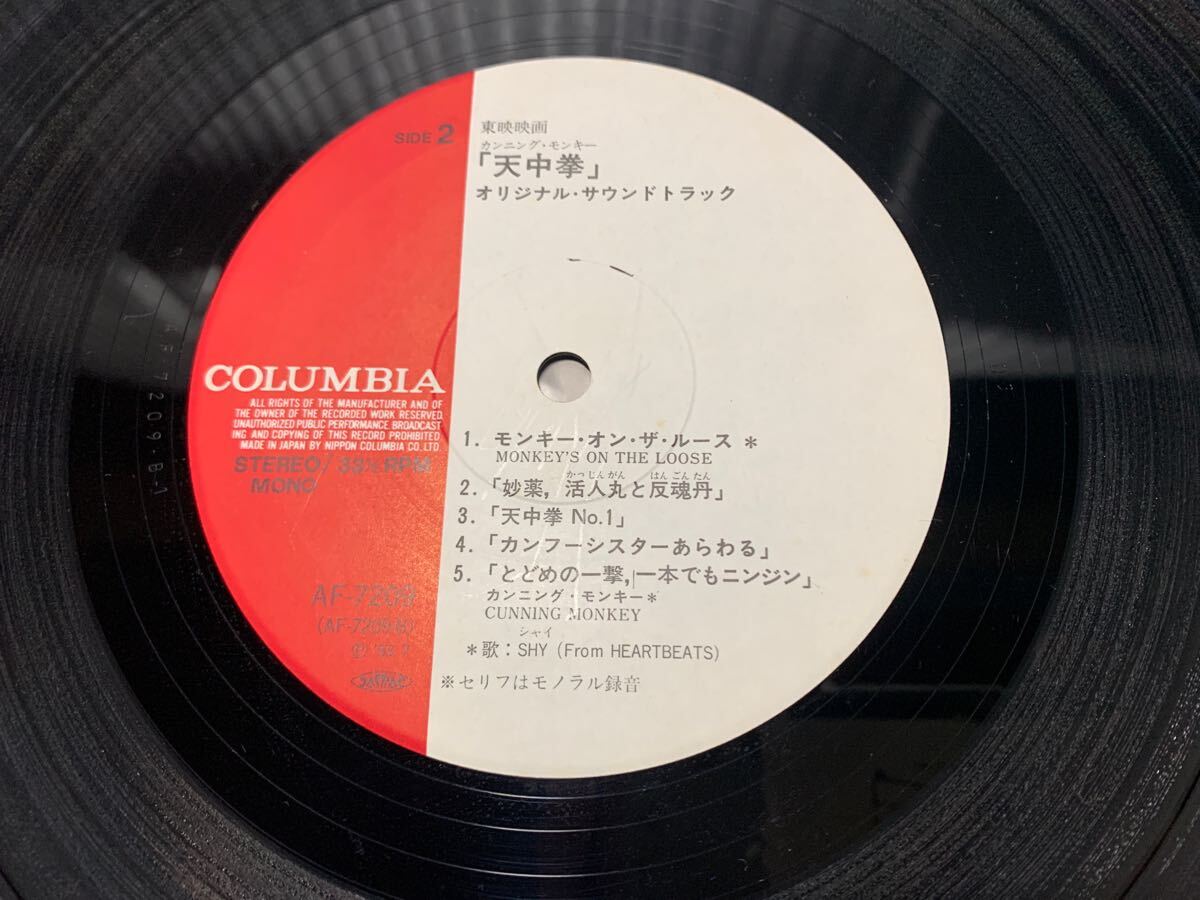 SIDE 2
東映映画
カンニング・モンキー
「天中拳」
オリジナル・サウンドトラック
COLUMBIA
ALL RIGHTS OF THE MANUFACTURER AND OF
THE OWNER OF THE RECORDED WORK RESERVED.
UNAUTHORIZED PUBLIC PERFORMANCE. BROADCAST
ING AND COPYING OF THIS RECORD PROHIBITED
MADE IN JAPAN BY NIPPON COLUMBIA CO. LTD.
STEREO/33⅓RPM
MONO
1. モンキー・オン・ザ・ルース *
MONKEY'S ON THE LOOSE
かつじんがん はんごんたん
2.「妙薬, 活人丸と反魂丹」
3.「天中拳 No.1」
4.「カンフーシスターあらわる」
5.「とどめの一撃, 一本でもニンジン」
カンニング・モンキー*
CUNNING MONKEY
シャイ
*歌：SHY (From HEARTBEATS)
※セリフはモノラル録音
AF-7209
(AF-7209B)
AF7209-B-1